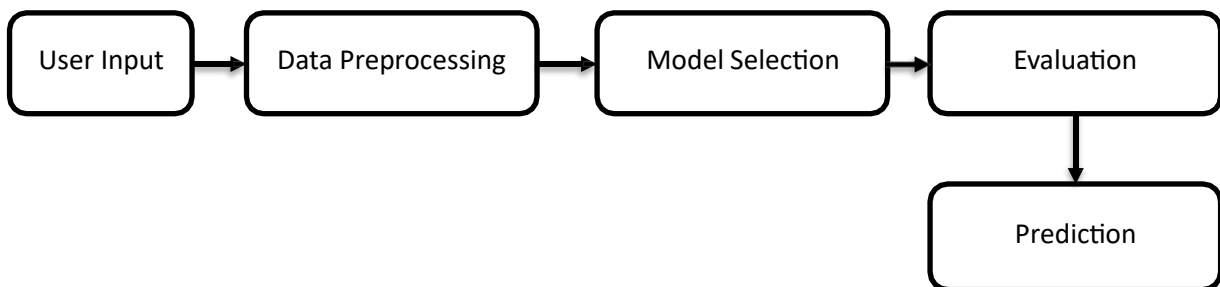 User Input
Data Preprocessing
Model Selection
Evaluation
Prediction